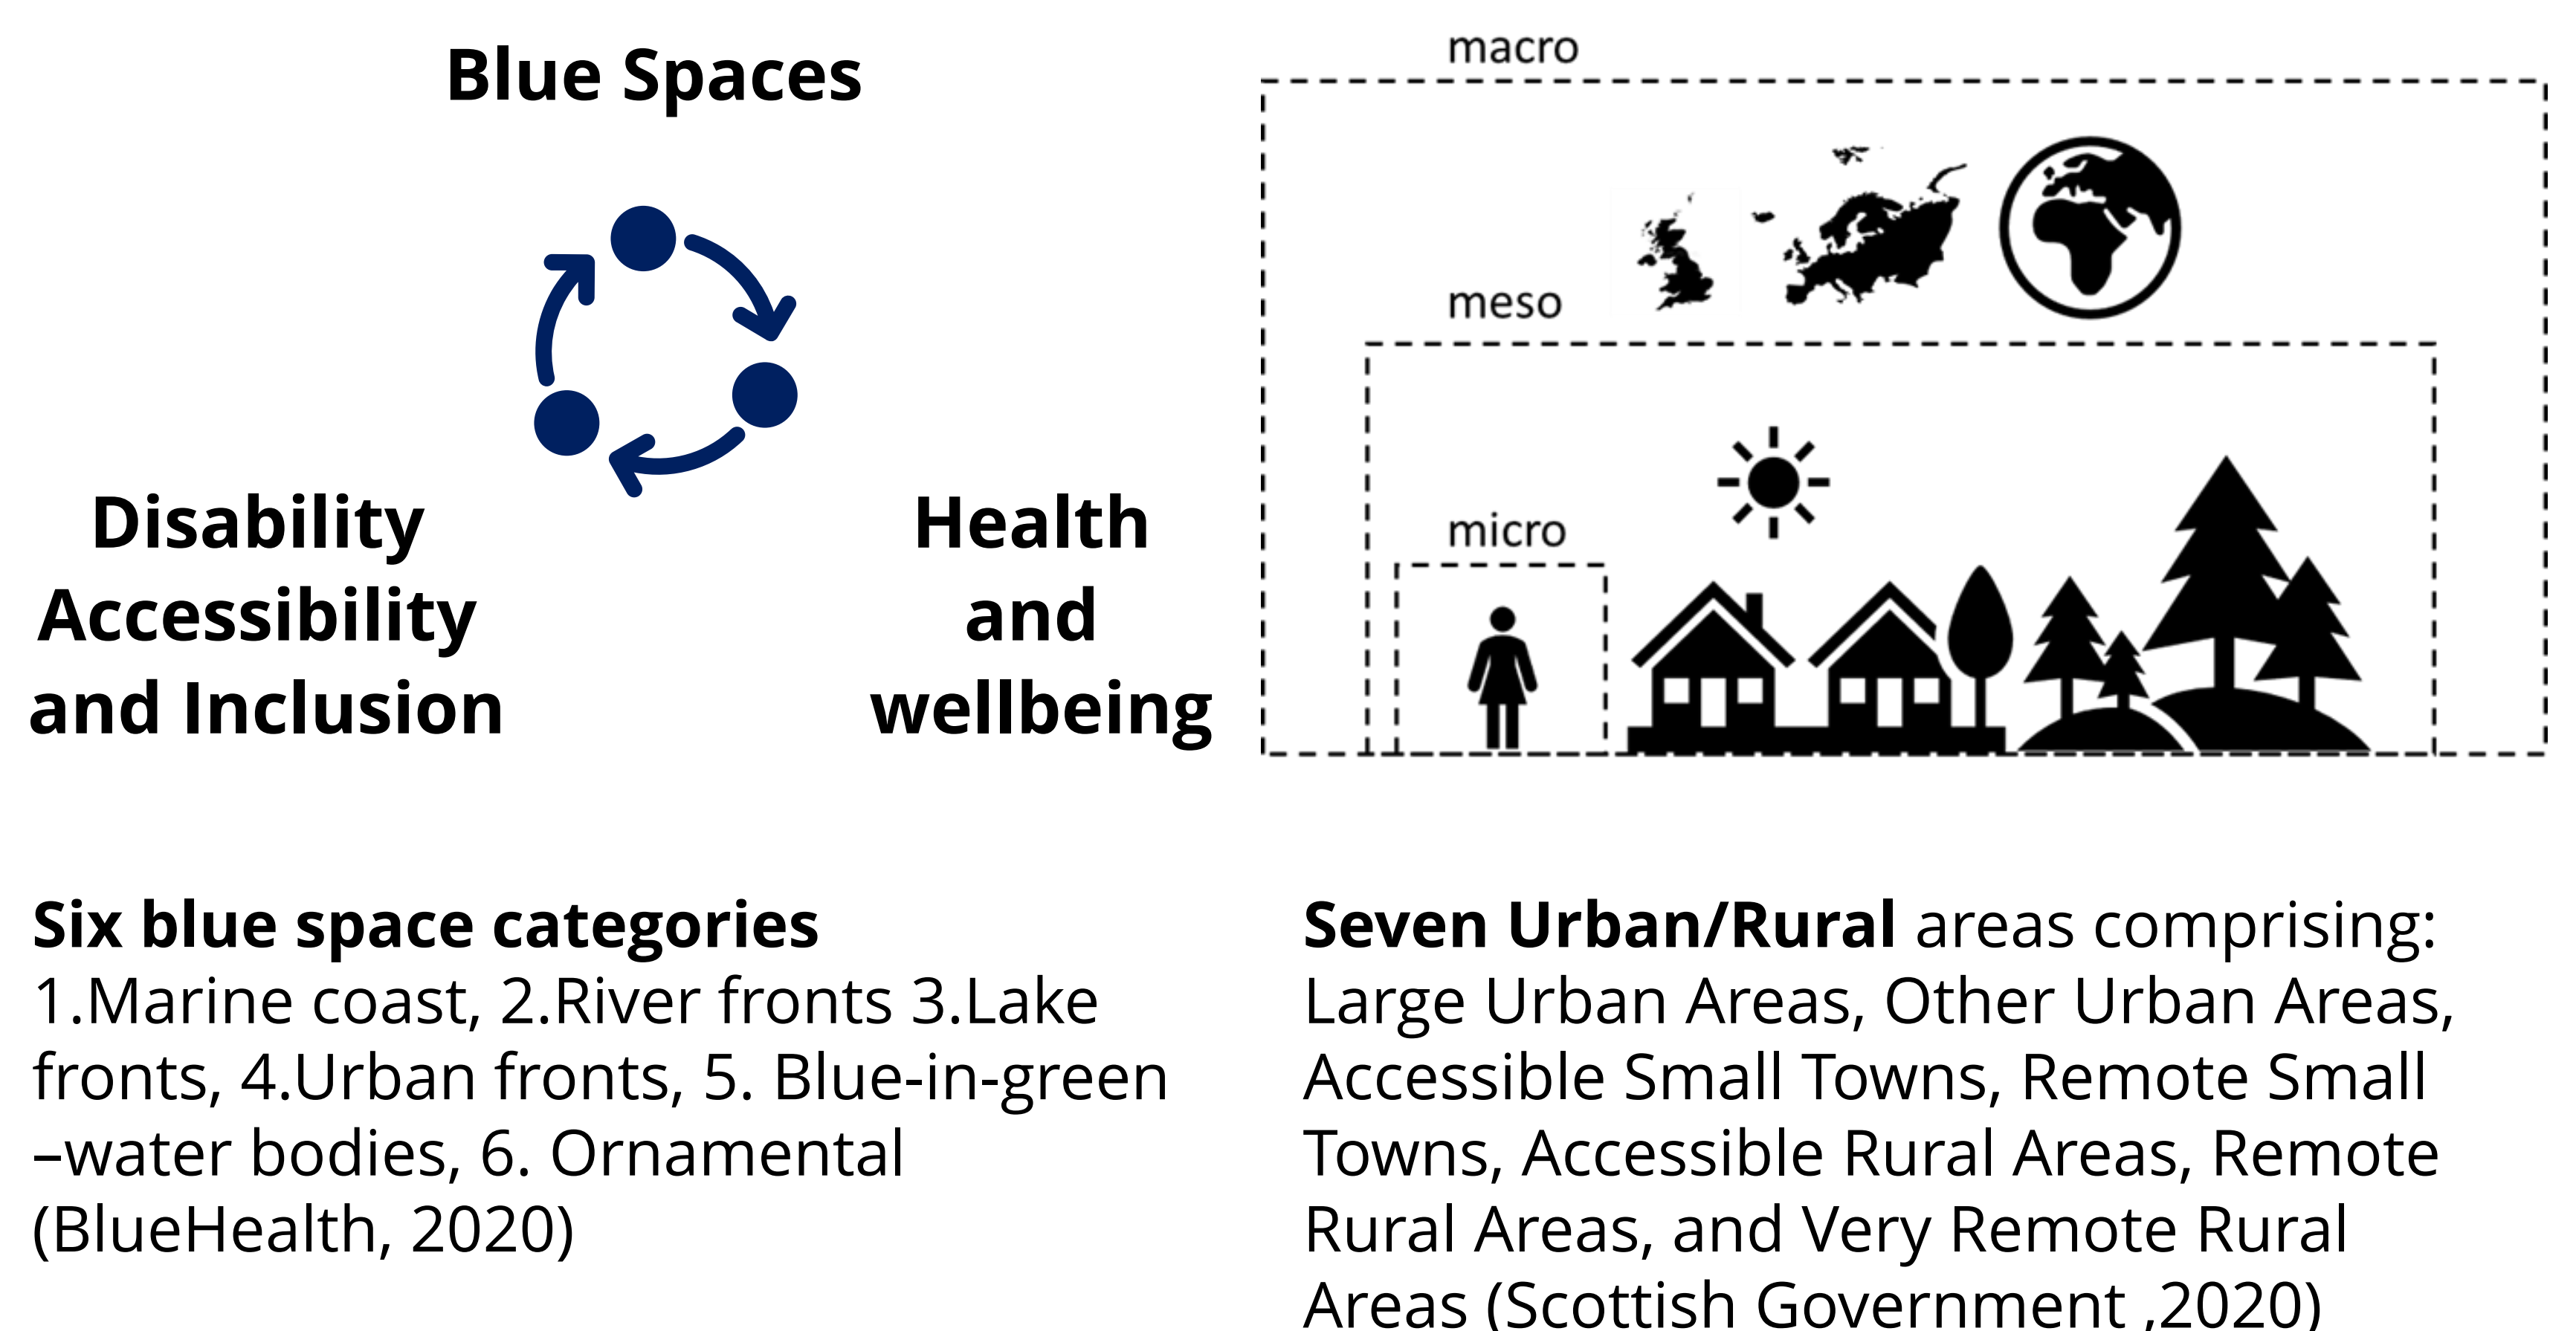 Blue Spaces
Disability
Accessibility
and Inclusion
Health
and
wellbeing
macro
meso
micro
Six blue space categories
1.Marine coast, 2.River fronts 3.Lake
fronts, 4.Urban fronts, 5. Blue-in-green
–water bodies, 6. Ornamental
(BlueHealth, 2020)
Seven Urban/Rural areas comprising:
Large Urban Areas, Other Urban Areas,
Accessible Small Towns, Remote Small
Towns, Accessible Rural Areas, Remote
Rural Areas, and Very Remote Rural
Areas (Scottish Government ,2020)